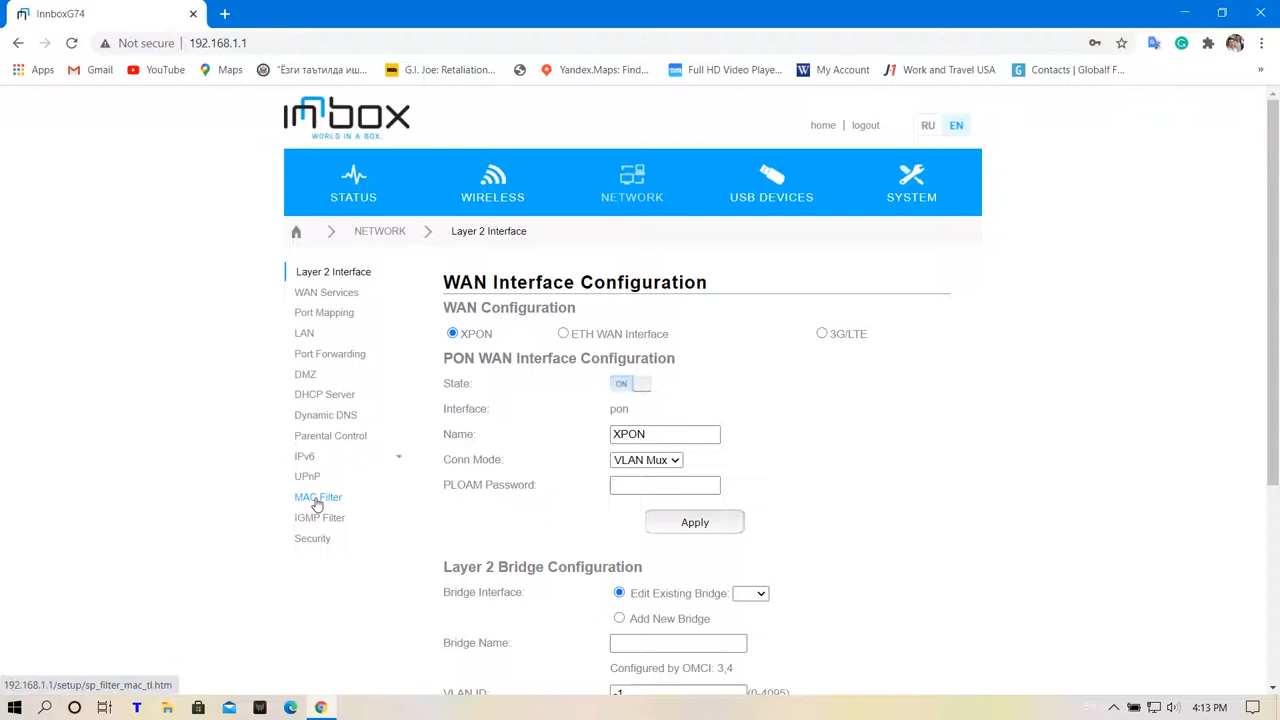 InnboxG74
Not secure | 192.168.1.1
Apps Gmail YouTube Maps "Ёзги таътилда иш... G.I. Joe: Retaliation... Yandex.Maps: Find... Full HD Video Playe... My Account Work and Travel USA Contacts | Globalf F... »
innbox
WORLD IN A BOX.
home | logout RU EN
STATUS WIRELESS NETWORK USB DEVICES SYSTEM
NETWORK Layer 2 Interface
Layer 2 Interface
WAN Services
Port Mapping
LAN
Port Forwarding
DMZ
DHCP Server
Dynamic DNS
Parental Control
IPv6
UPnP
MAC Filter
IGMP Filter
Security
WAN Interface Configuration
WAN Configuration
XPON ETH WAN Interface 3G/LTE
PON WAN Interface Configuration
State: ON
Interface: pon
Name: XPON
Conn Mode: VLAN Mux
PLOAM Password:
Apply
Layer 2 Bridge Configuration
Bridge Interface: Edit Existing Bridge:
Add New Bridge
Bridge Name:
Configured by OMCI: 3,4
VLAN ID: -1 (0-4095)
192.168.1.1/setup/sp_filter_mac_tl.htm
4:13 PM